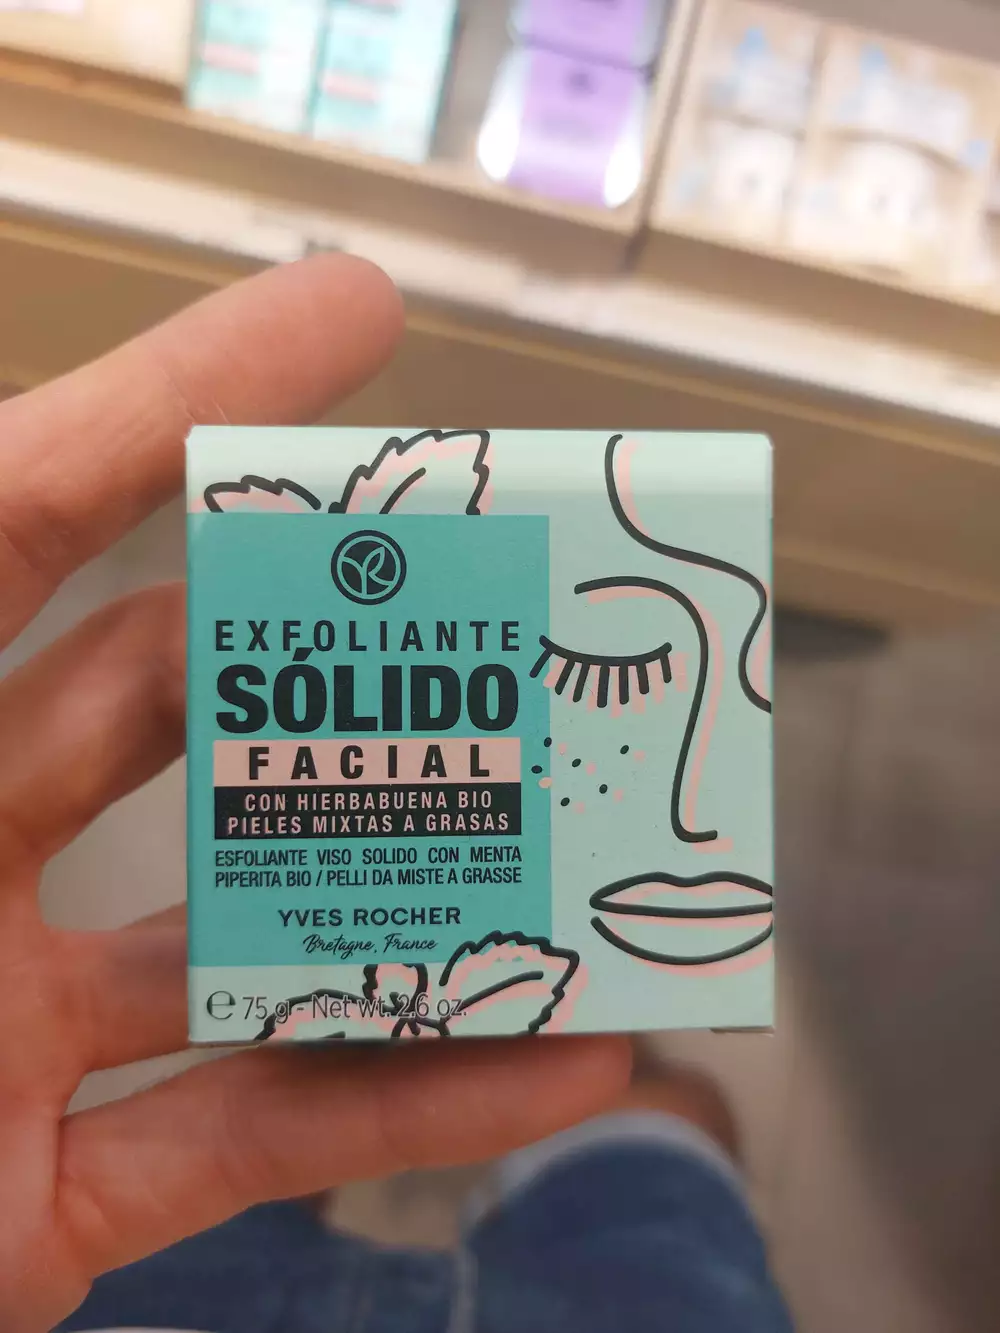 EXFOLIANTE
SÓLIDO
FACIAL
CON HIERBABUENA BIO
PIELES MIXTAS A GRASAS
ESFOLIANTE VISO SOLIDO CON MENTA
PIPERITA BIO / PELLI DA MISTE A GRASSE
YVES ROCHER
Bretagne, France
℮ 75 g - Net wt. 2.6 oz.